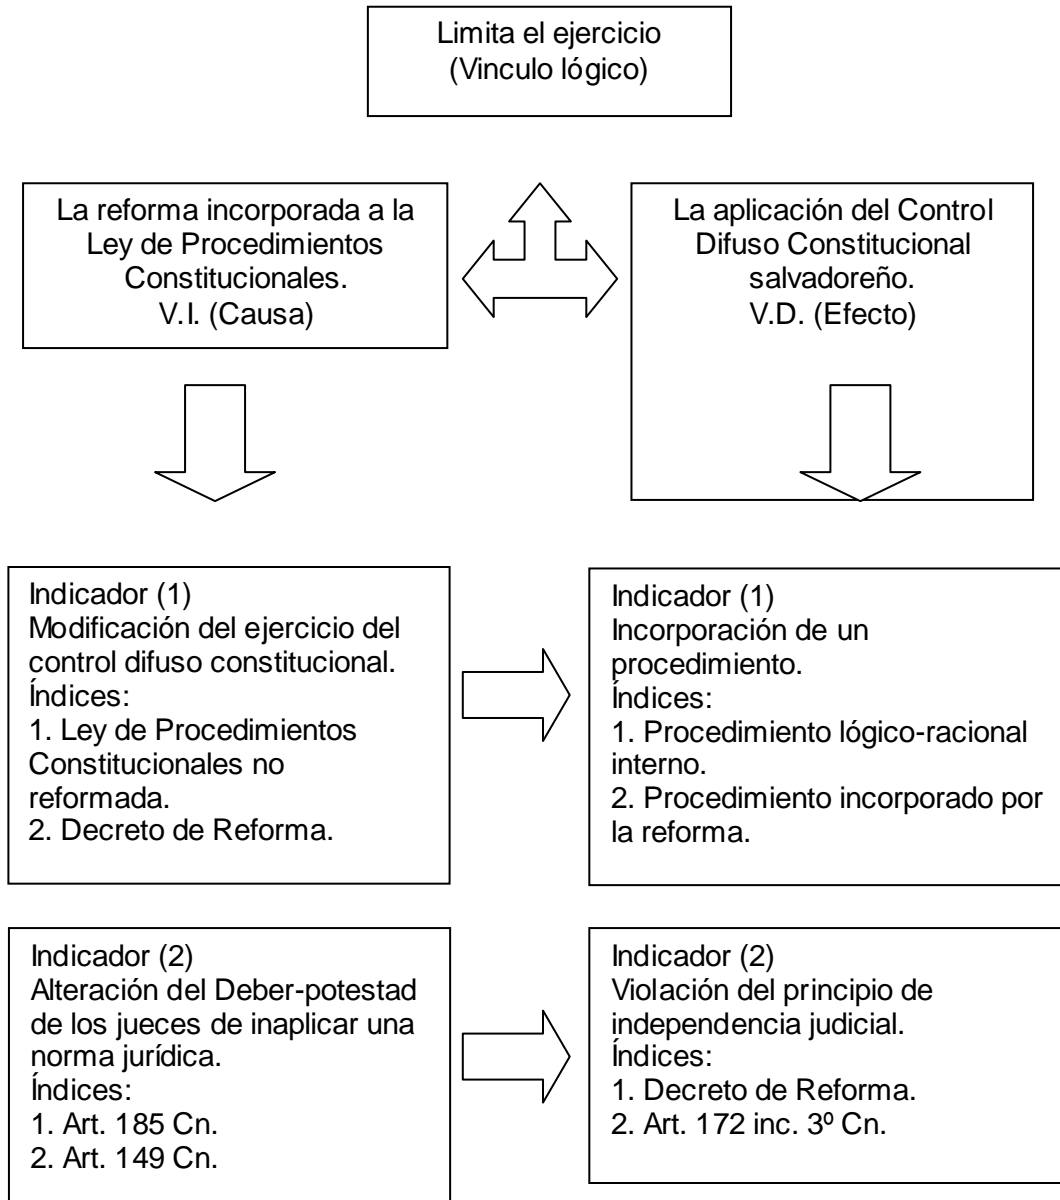 Limita el ejercicio
(Vinculo lógico)
La reforma incorporada a la
Ley de Procedimientos
Constitucionales.
V.I. (Causa)
La aplicación del Control
Difuso Constitucional
salvadoreño.
V.D. (Efecto)
Indicador (1)
Modificación del ejercicio del
control difuso constitucional.
Índices:
1. Ley de Procedimientos
Constitucionales no
reformada.
2. Decreto de Reforma.
Indicador (1)
Incorporación de un
procedimiento.
Índices:
1. Procedimiento lógico-racional
interno.
2. Procedimiento incorporado por
la reforma.
Indicador (2)
Alteración del Deber-potestad
de los jueces de inaplicar una
norma jurídica.
Índices:
1. Art. 185 Cn.
2. Art. 149 Cn.
Indicador (2)
Violación del principio de
independencia judicial.
Índices:
1. Decreto de Reforma.
2. Art. 172 inc. 3º Cn.